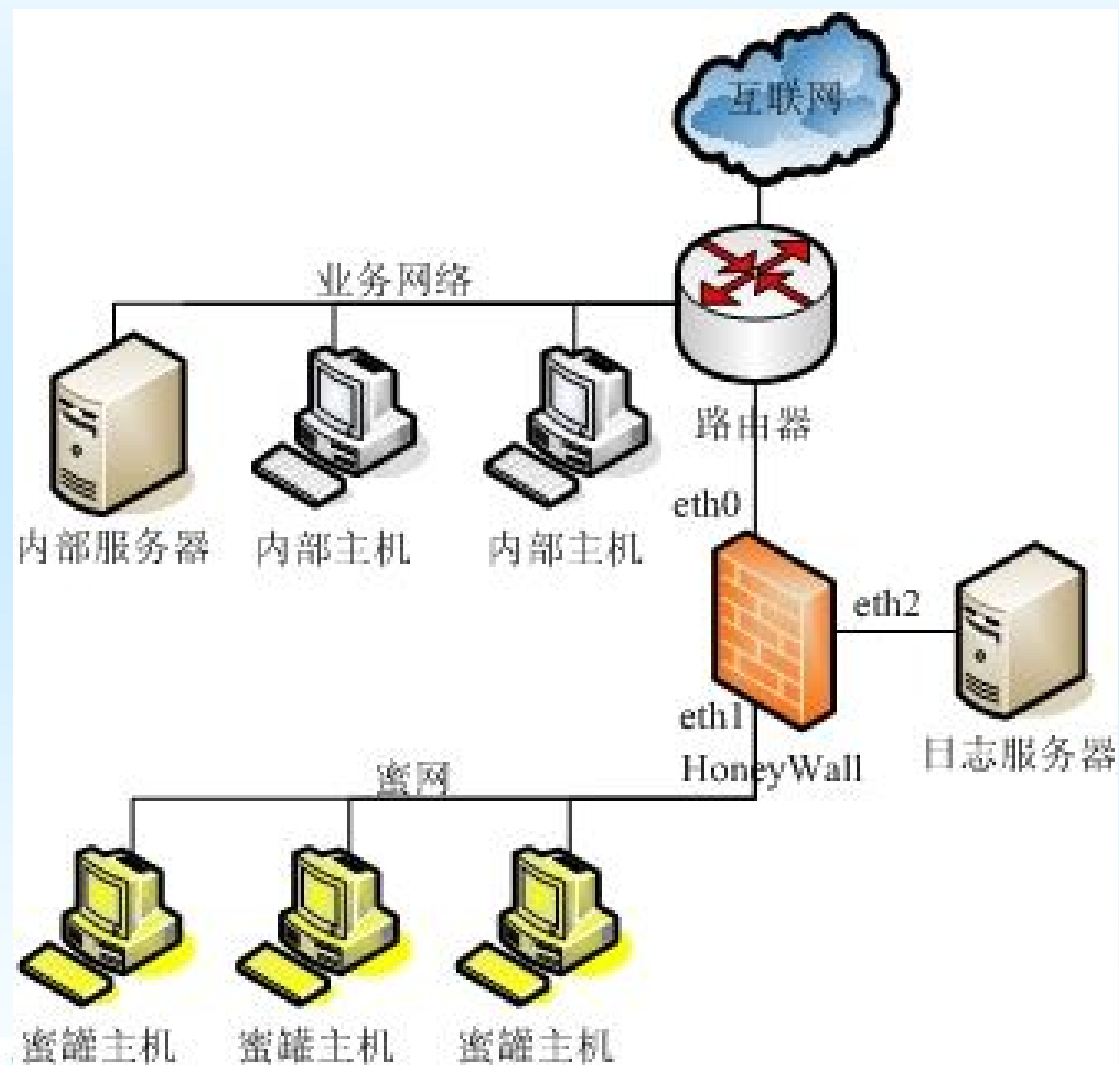 互联网
业务网络
路由器
内部服务器
内部主机
内部主机
eth0
eth2
eth1
HoneyWall
日志服务器
蜜网
蜜罐主机
蜜罐主机
蜜罐主机